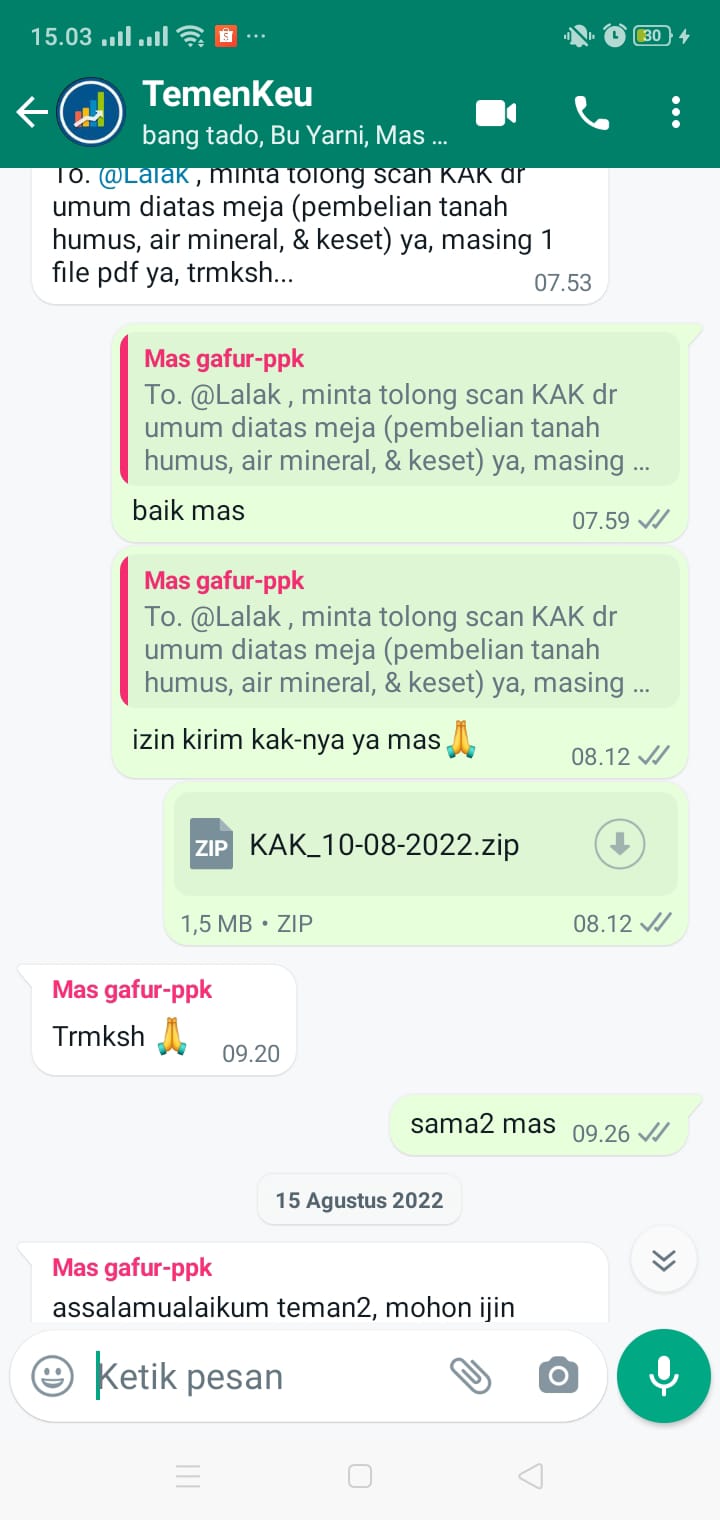 15.03
30
TemenKeu
bang tado, Bu Yarni, Mas ...
To. @Lalak , minta tolong scan KAK dr
umum diatas meja (pembelian tanah
humus, air mineral, & keset) ya, masing 1
file pdf ya, trmksh...
07.53
Mas gafur-ppk
To. @Lalak , minta tolong scan KAK dr
umum diatas meja (pembelian tanah
humus, air mineral, & keset) ya, masing ...
baik mas
07.59
Mas gafur-ppk
To. @Lalak , minta tolong scan KAK dr
umum diatas meja (pembelian tanah
humus, air mineral, & keset) ya, masing ...
izin kirim kak-nya ya mas🙏
08.12
ZIP
KAK_10-08-2022.zip
1,5 MB • ZIP
08.12
Mas gafur-ppk
Trmksh 🙏
09.20
sama2 mas
09.26
15 Agustus 2022
Mas gafur-ppk
assalamualaikum teman2, mohon ijin
Ketik pesan